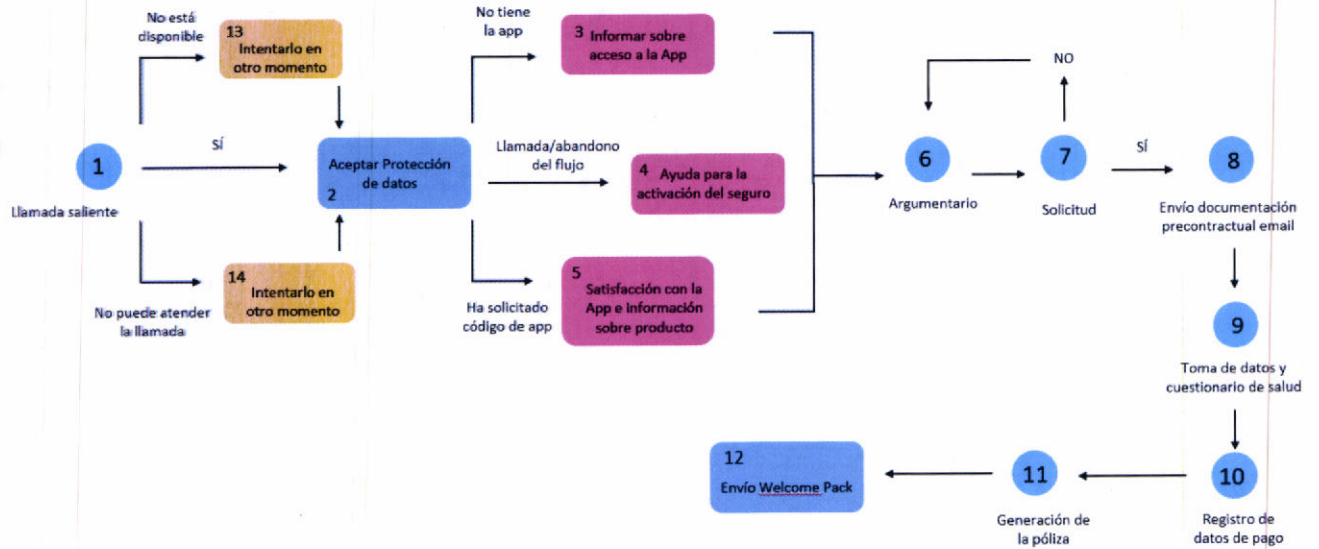 No está
disponible
13
Intentarlo en
otro momento
No tiene
la app
3 Informar sobre
acceso a la App
NO
1
Llamada saliente
SÍ
Aceptar Protección
de datos
2
Llamada/abandono
del flujo
4 Ayuda para la
activación del seguro
6
Argumentario
7
Solicitud
SÍ
8
Envío documentación
precontractual email
No puede atender
la llamada
14
Intentarlo en
otro momento
Ha solicitado
código de app
5
Satisfacción con la
App e información
sobre producto
9
Toma de datos y
cuestionario de salud
10
Registro de
datos de pago
11
Generación de
la póliza
12
Envío Welcome Pack